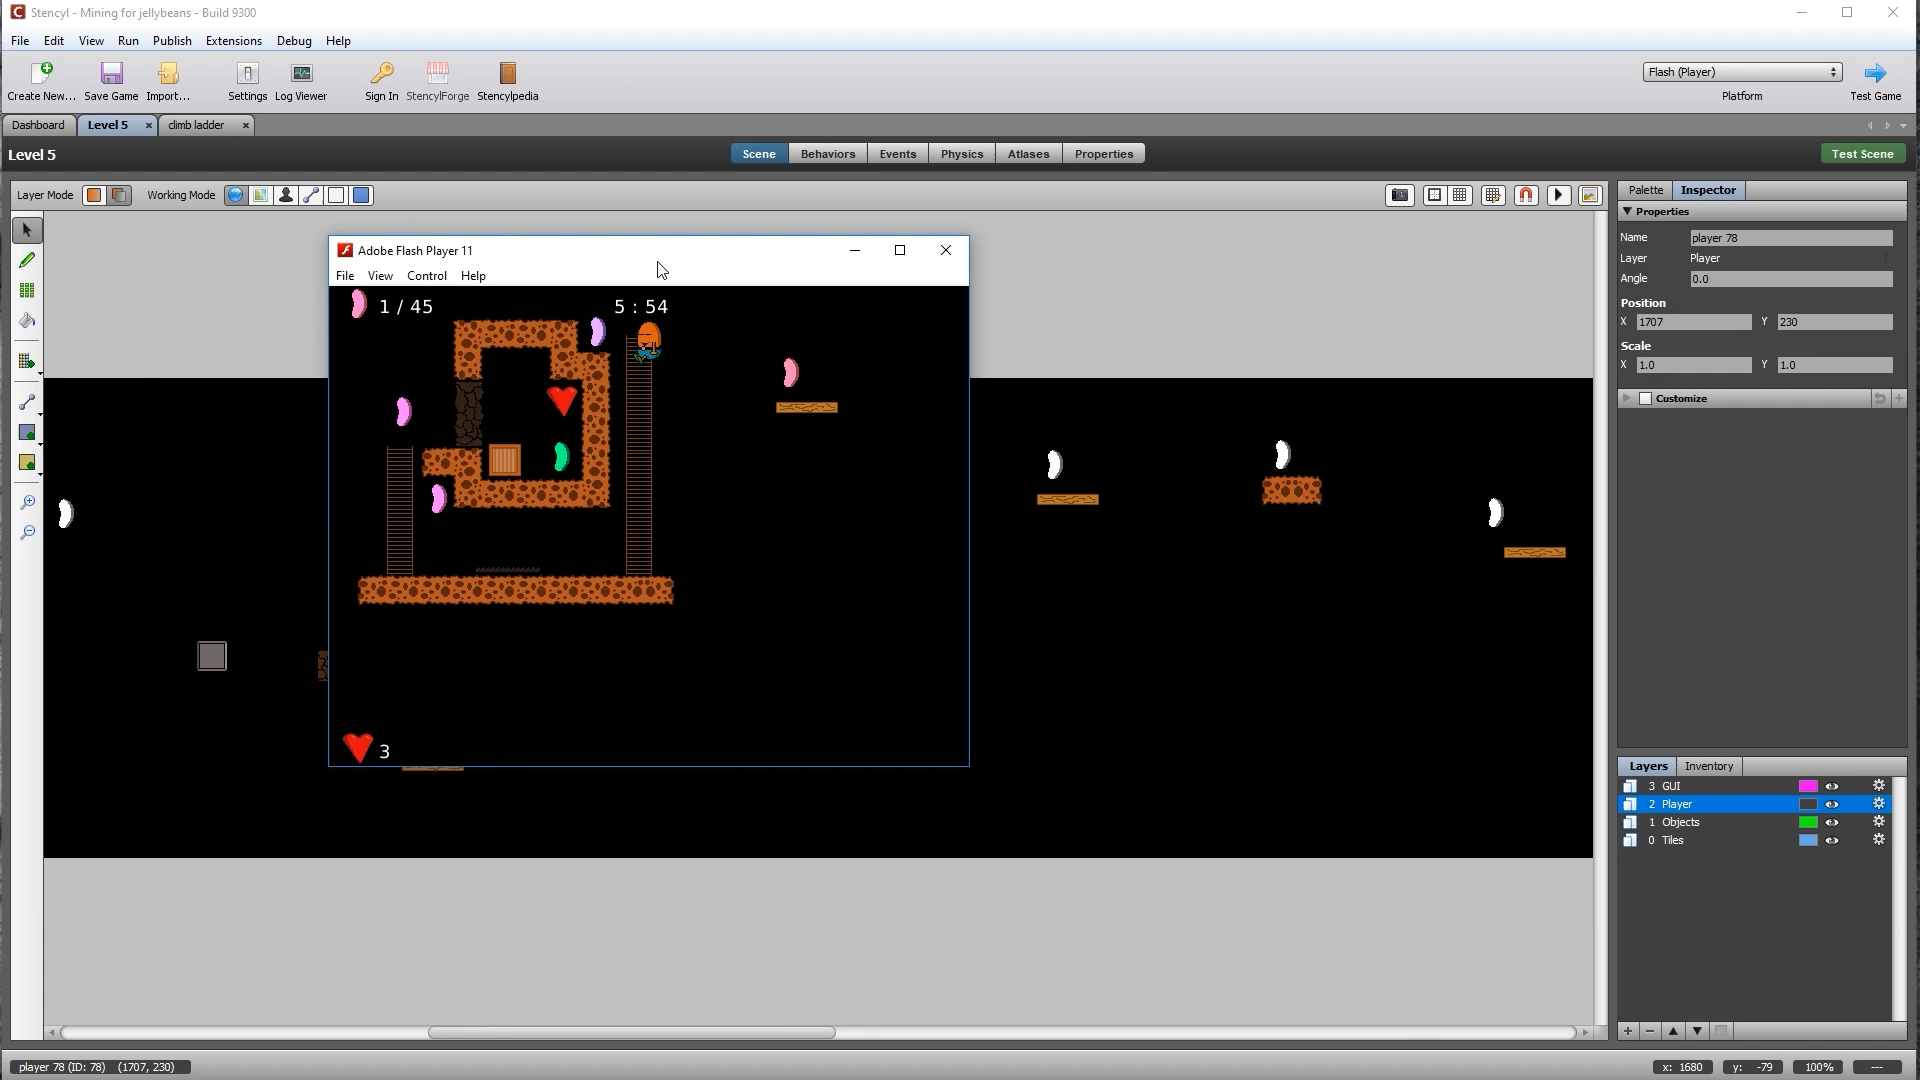 Stencyl - Mining for jellybeans - Build 9300
File Edit View Run Publish Extensions Debug Help
Create New... Save Game Import... Settings Log Viewer Sign In StencylForge Stencylpedia
Flash (Player)
Platform
Test Game
Dashboard Level 5 climb ladder
Level 5
Scene Behaviors Events Physics Atlases Properties
Test Scene
Layer Mode Working Mode
Palette Inspector
Properties
Name player 78
Layer Player
Angle 0.0
Position
X 1707 Y 230
Scale
X 1.0 Y 1.0
Customize
Adobe Flash Player 11
File View Control Help
1 / 45
5 : 54
3
Layers Inventory
3 GUI
2 Player
1 Objects
0 Tiles
player 78 (ID: 78) (1707, 230)
x: 1680 y: -79 100% ---